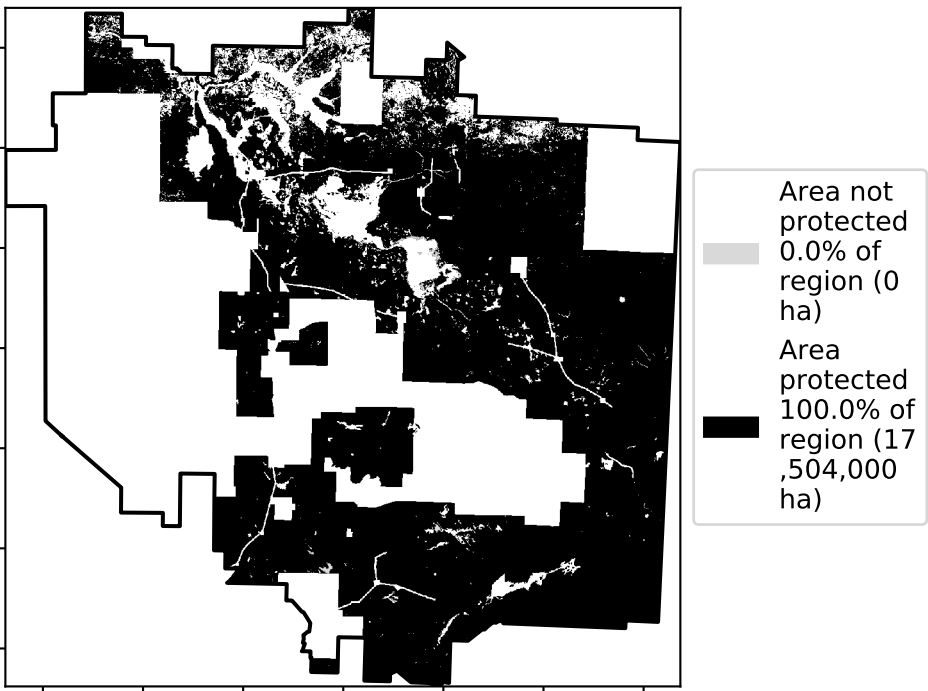 Area not
protected
0.0% of
region (0
ha)
Area
protected
100.0% of
region (17
,504,000
ha)